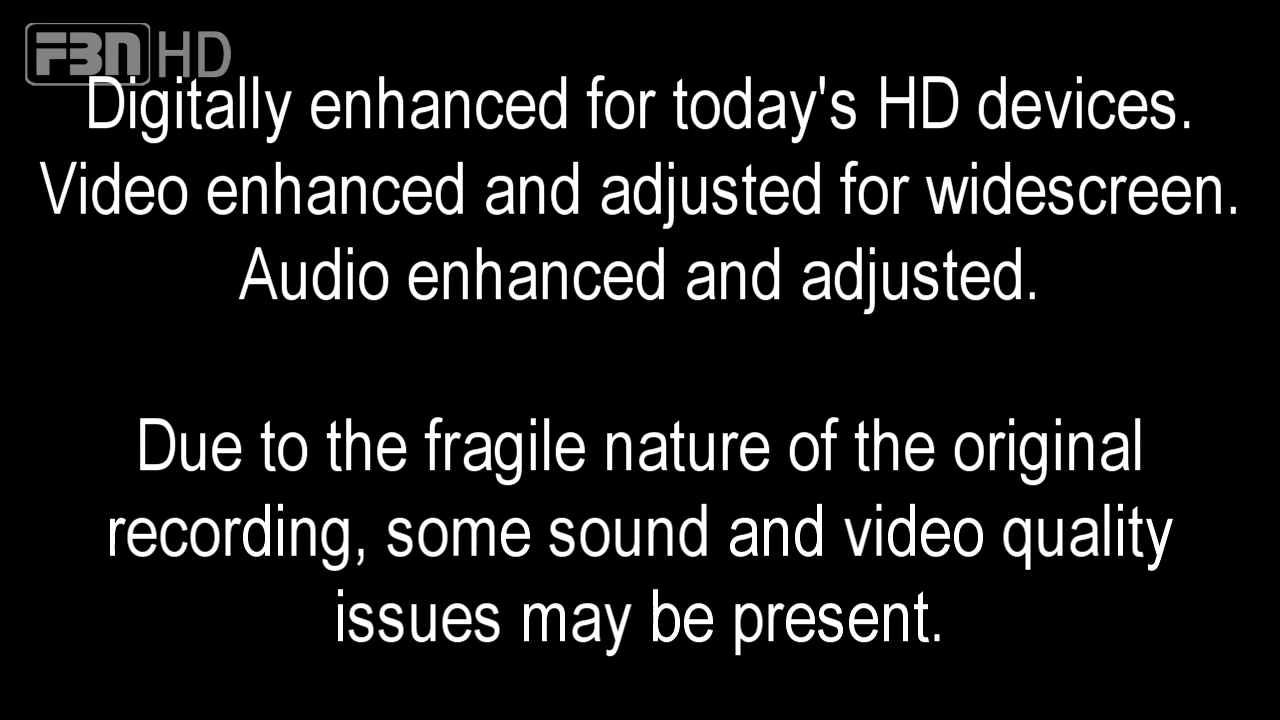 FBN HD
Digitally enhanced for today's HD devices.
Video enhanced and adjusted for widescreen.
Audio enhanced and adjusted.
Due to the fragile nature of the original
recording, some sound and video quality
issues may be present.